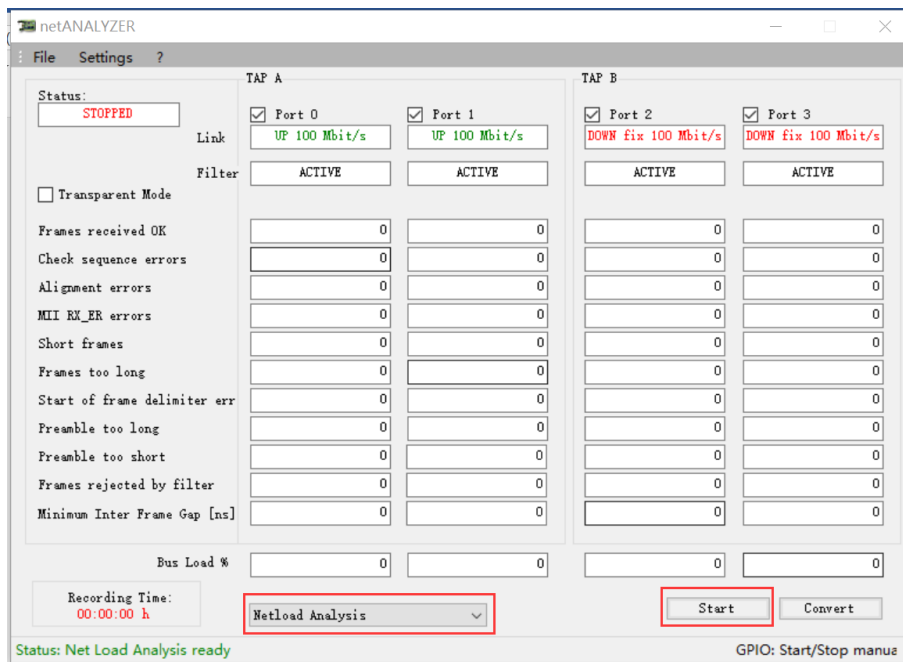 netANALYZER
File Settings ?
TAP A TAP B
Status:
STOPPED
Port 0 Port 1 Port 2 Port 3
Link UP 100 Mbit/s UP 100 Mbit/s DOWN fix 100 Mbit/s DOWN fix 100 Mbit/s
Filter ACTIVE ACTIVE ACTIVE ACTIVE
Transparent Mode
Frames received OK 0 0 0 0
Check sequence errors 0 0 0 0
Alignment errors 0 0 0 0
MII RX_ER errors 0 0 0 0
Short frames 0 0 0 0
Frames too long 0 0 0 0
Start of frame delimiter err 0 0 0 0
Preamble too long 0 0 0 0
Preamble too short 0 0 0 0
Frames rejected by filter 0 0 0 0
Minimum Inter Frame Gap [ns] 0 0 0 0
Bus Load % 0 0 0 0
Recording Time:
00:00:00 h
Netload Analysis Start Convert
Status: Net Load Analysis ready GPIO: Start/Stop manua